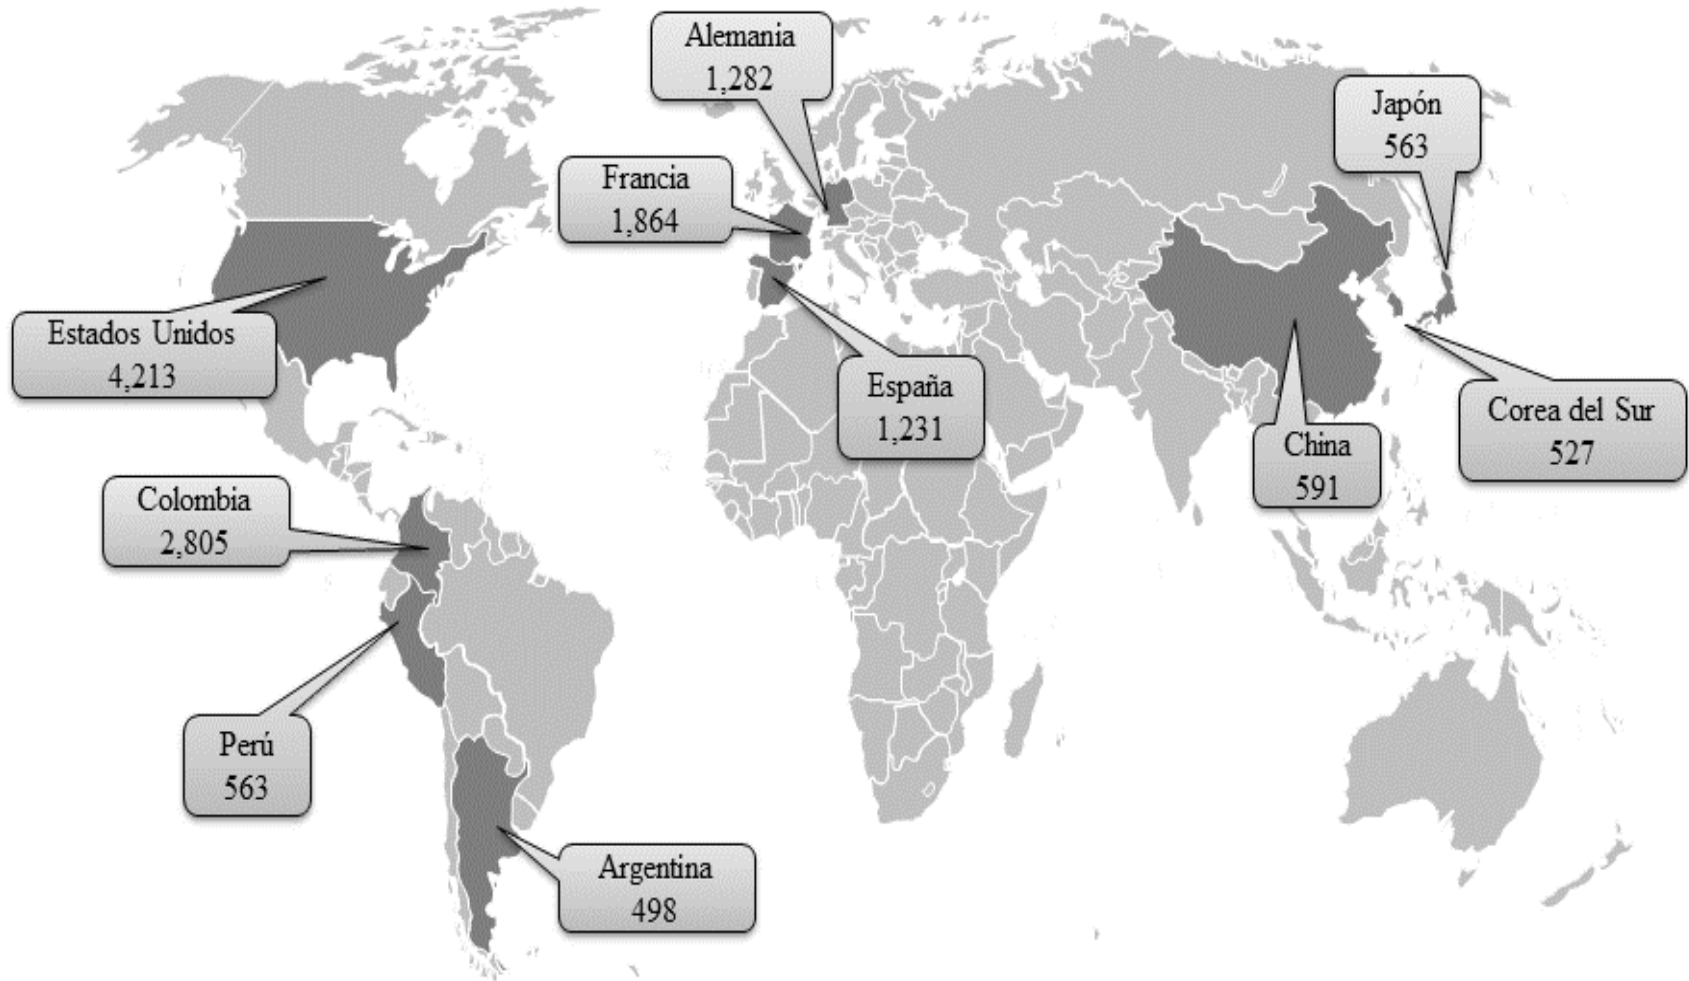 Alemania
1,282
Japón
563
Francia
1,864
Estados Unidos
4,213
España
1,231
Corea del Sur
527
China
591
Colombia
2,805
Perú
563
Argentina
498